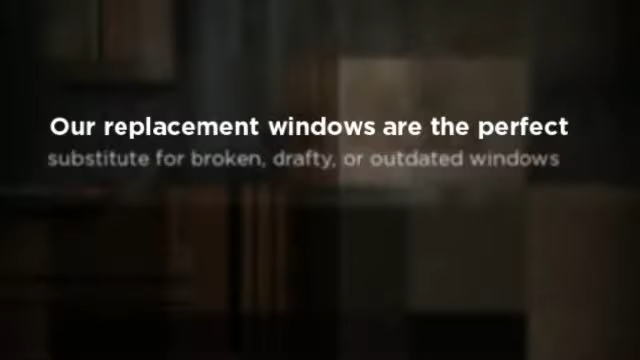 Our replacement windows are the perfect
substitute for broken, drafty, or outdated windows